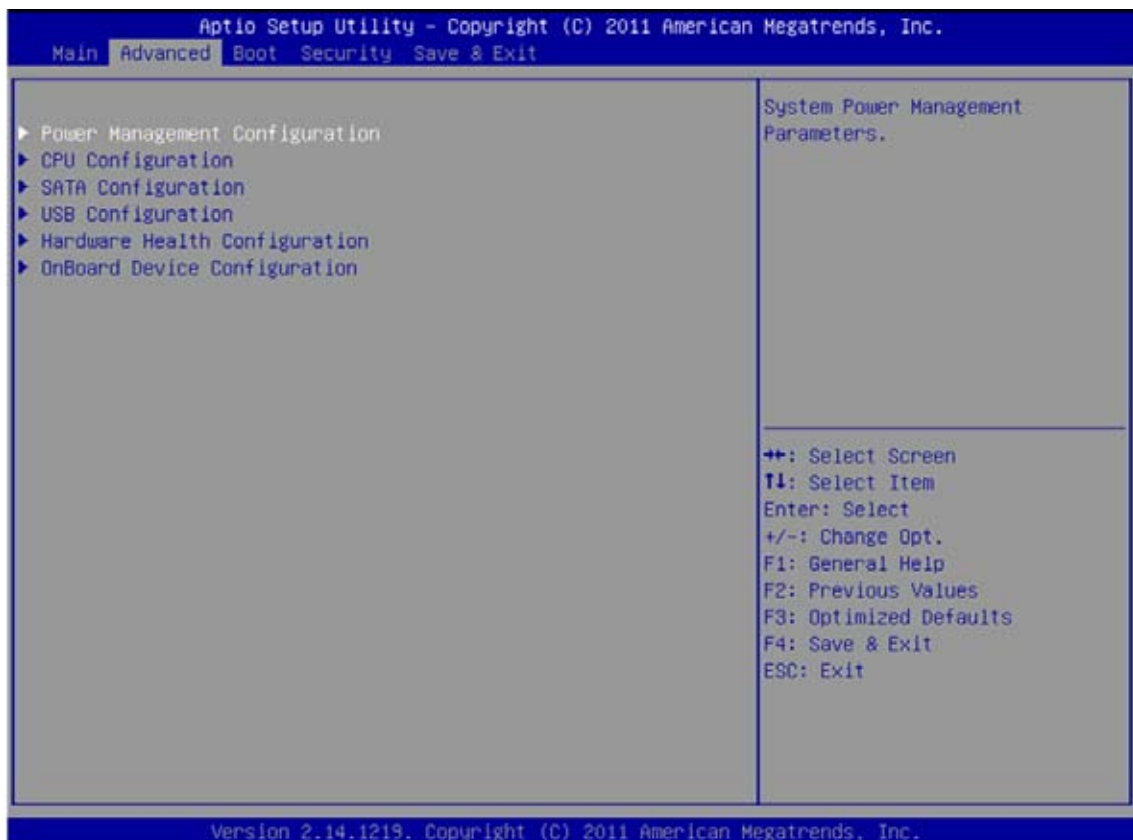 Aptio Setup Utility - Copyright (C) 2011 American Megatrends, Inc.
Main Advanced Boot Security Save & Exit
▶ Power Management Configuration
▶ CPU Configuration
▶ SATA Configuration
▶ USB Configuration
▶ Hardware Health Configuration
▶ OnBoard Device Configuration
System Power Management
Parameters.
→←: Select Screen
↑↓: Select Item
Enter: Select
+/-: Change Opt.
F1: General Help
F2: Previous Values
F3: Optimized Defaults
F4: Save & Exit
ESC: Exit
Version 2.14.1219. Copyright (C) 2011 American Megatrends, Inc.